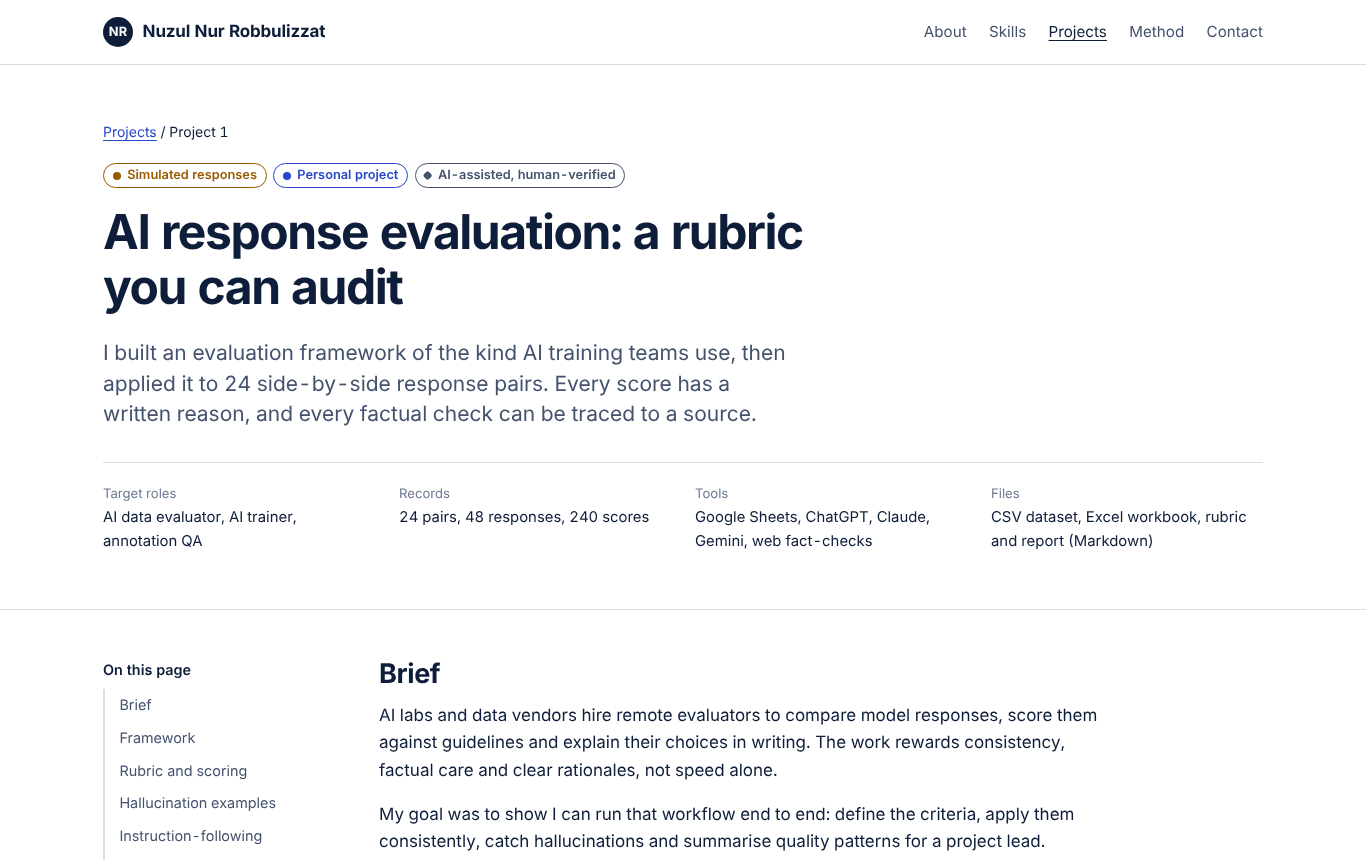 NR Nuzul Nur Robbulizzat
About Skills Projects Method Contact
Projects / Project 1
Simulated responses Personal project AI-assisted, human-verified
AI response evaluation: a rubric
you can audit
I built an evaluation framework of the kind AI training teams use, then
applied it to 24 side-by-side response pairs. Every score has a
written reason, and every factual check can be traced to a source.
Target roles
AI data evaluator, AI trainer,
annotation QA
Records
24 pairs, 48 responses, 240 scores
Tools
Google Sheets, ChatGPT, Claude,
Gemini, web fact-checks
Files
CSV dataset, Excel workbook, rubric
and report (Markdown)
On this page
Brief
Framework
Rubric and scoring
Hallucination examples
Instruction-following
Brief
AI labs and data vendors hire remote evaluators to compare model responses, score them
against guidelines and explain their choices in writing. The work rewards consistency,
factual care and clear rationales, not speed alone.
My goal was to show I can run that workflow end to end: define the criteria, apply them
consistently, catch hallucinations and summarise quality patterns for a project lead.